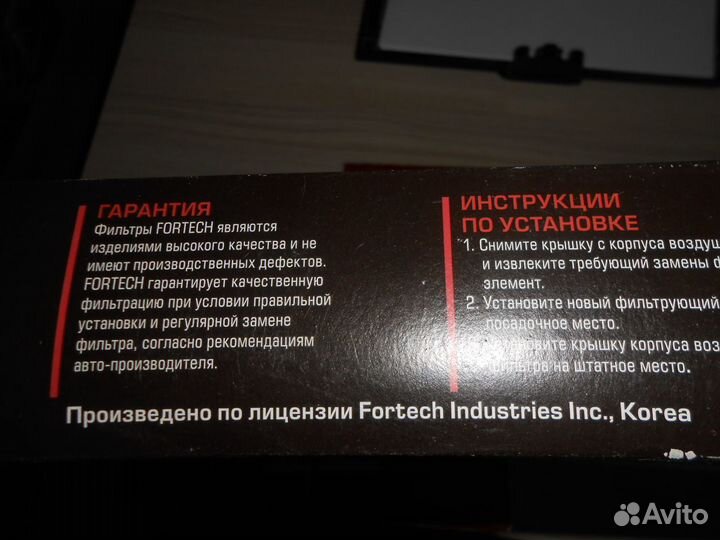 ГАРАНТИЯ
Фильтры FORTECH являются
изделиями высокого качества и не
имеют производственных дефектов.
FORTECH гарантирует качественную
фильтрацию при условии правильной
установки и регулярной замене
фильтра, согласно рекомендациям
авто-производителя.
ИНСТРУКЦИИ
ПО УСТАНОВКЕ
1. Снимите крышку с корпуса
и извлеките требующий замены
элемент.
2. Установите новый фильтрующий
посадочное место.
крышку корпуса
фильтра на штатное место.
Произведено по лицензии Fortech Industries Inc., Korea
Avito